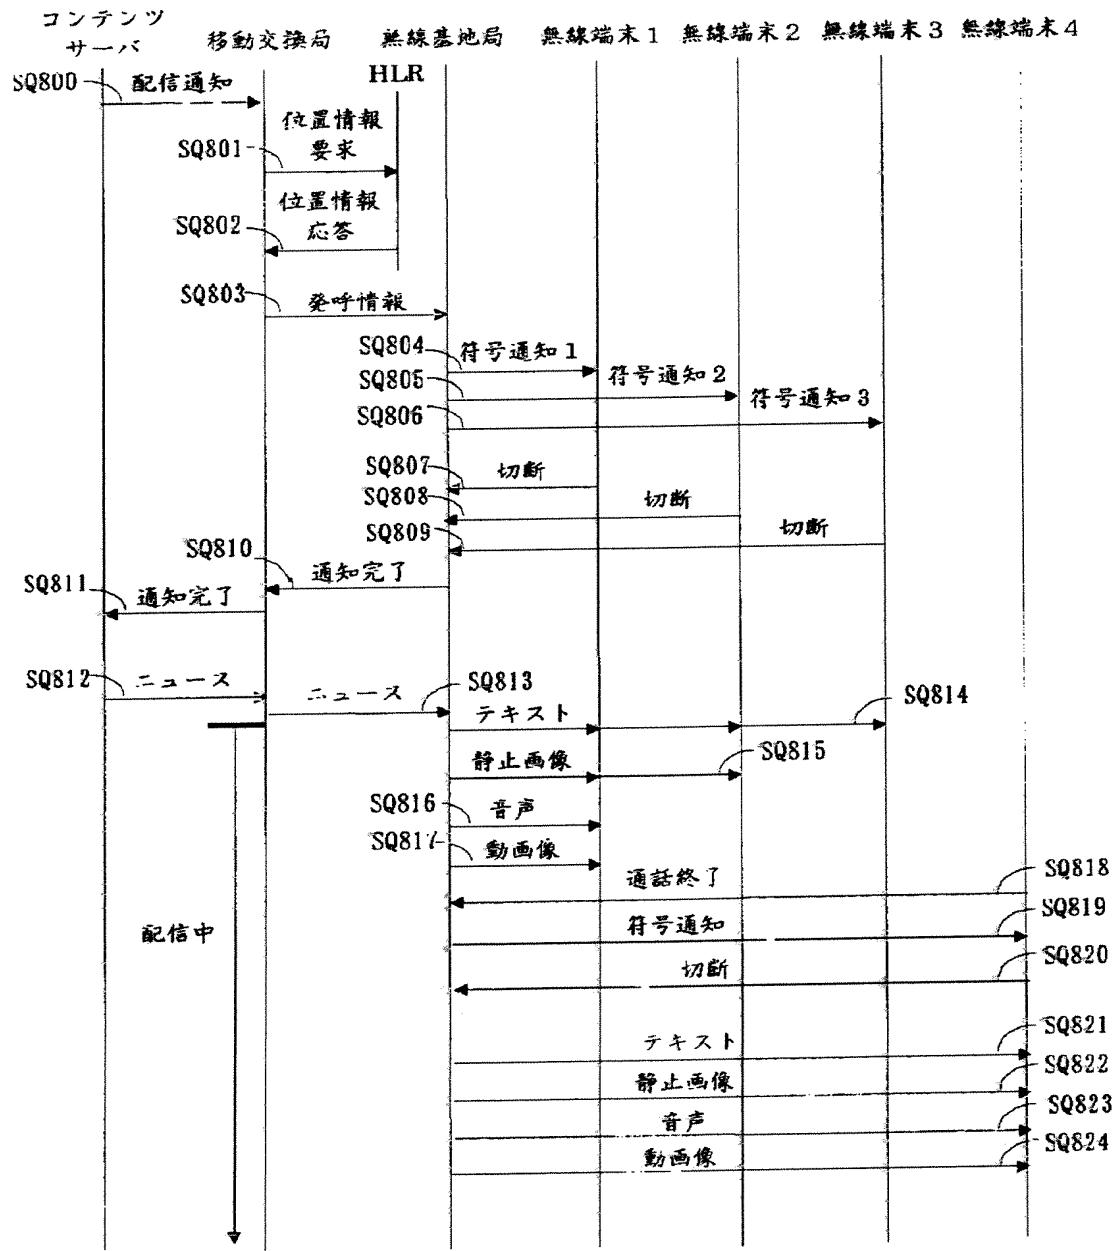 コンテンツ
サーバ
移動交換局
無線基地局
無線端末1
無線端末2
無線端末3
無線端末4
HLR
SQ800
配信通知
位置情報
要求
SQ801
位置情報
応答
SQ802
SQ803
発呼情報
SQ804
符号通知1
SQ805
符号通知2
SQ806
符号通知3
SQ807
切断
SQ808
切断
SQ809
切断
SQ810
通知完了
SQ811
通知完了
SQ812
ニュース
ニュース
SQ813
テキスト
SQ814
静止画像
SQ815
SQ816
音声
SQ817
動画像
通話終了
SQ818
配信中
符号通知
SQ819
切断
SQ820
テキスト
SQ821
静止画像
SQ822
音声
SQ823
動画像
SQ824